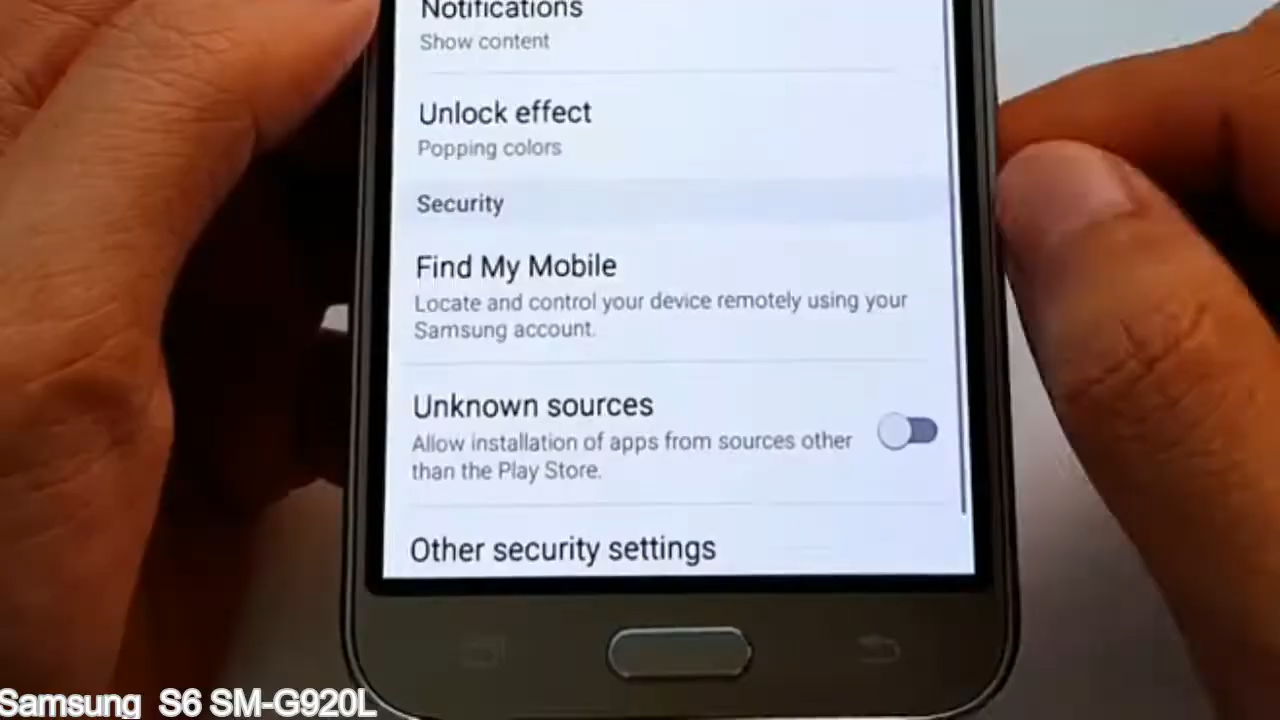 Notifications
Show content
Unlock effect
Popping colors
Security
Find My Mobile
Locate and control your device remotely using your
Samsung account.
Unknown sources
Allow installation of apps from sources other
than the Play Store.
Other security settings
Samsung S6 SM-G920L